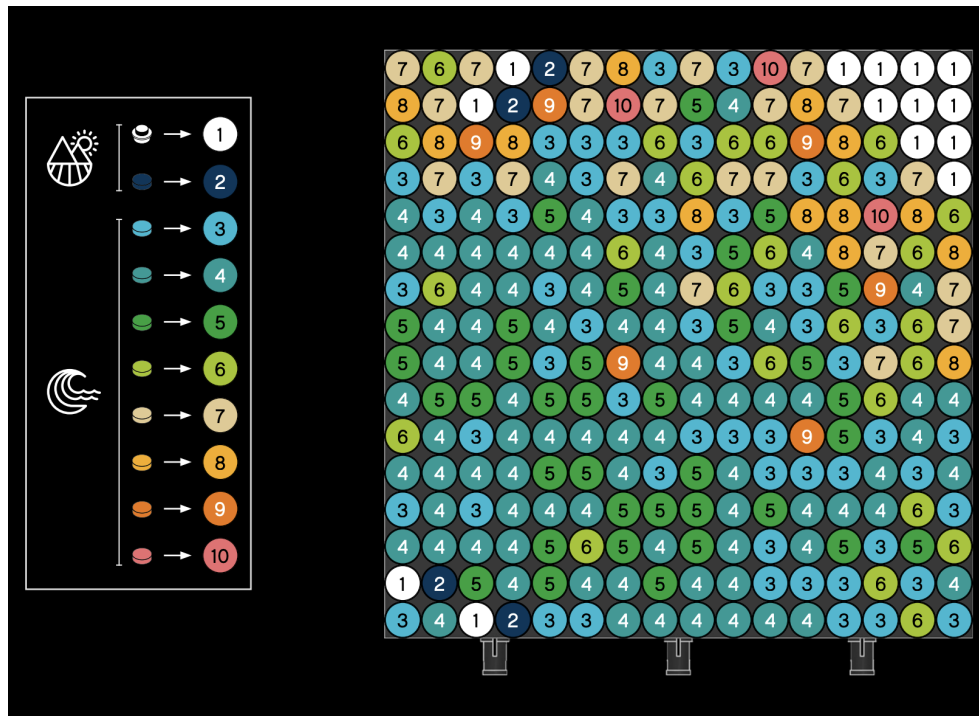 1
2
3
4
5
6
7
8
9
10
7 6 7 1 2 7 8 3 7 3 10 7 1 1 1 1
8 7 1 2 9 7 10 7 5 4 7 8 7 1 1 1
6 8 9 8 3 3 3 6 3 6 6 9 8 6 1 1
3 7 3 7 4 3 7 4 6 7 7 3 6 3 7 1
4 3 4 3 5 4 3 3 8 3 5 8 8 10 8 6
4 4 4 4 4 4 6 4 3 5 6 4 8 7 6 8
3 6 4 4 3 4 5 4 7 6 3 3 5 9 4 7
5 4 4 5 4 3 4 4 3 5 4 3 6 3 6 7
5 4 4 5 3 5 9 4 4 3 6 5 3 7 6 8
4 5 5 4 5 5 3 5 4 4 4 4 5 6 4 4
6 4 3 4 4 4 4 4 3 3 3 9 5 3 4 3
4 4 4 4 5 5 4 3 5 4 3 3 3 4 3 4
3 4 3 4 4 4 5 5 5 4 5 4 4 4 6 3
4 4 4 4 5 6 5 4 5 4 3 4 5 3 5 6
1 2 5 4 5 4 4 5 4 4 3 3 3 6 3 4
3 4 1 2 3 3 4 4 4 4 4 4 3 3 6 3